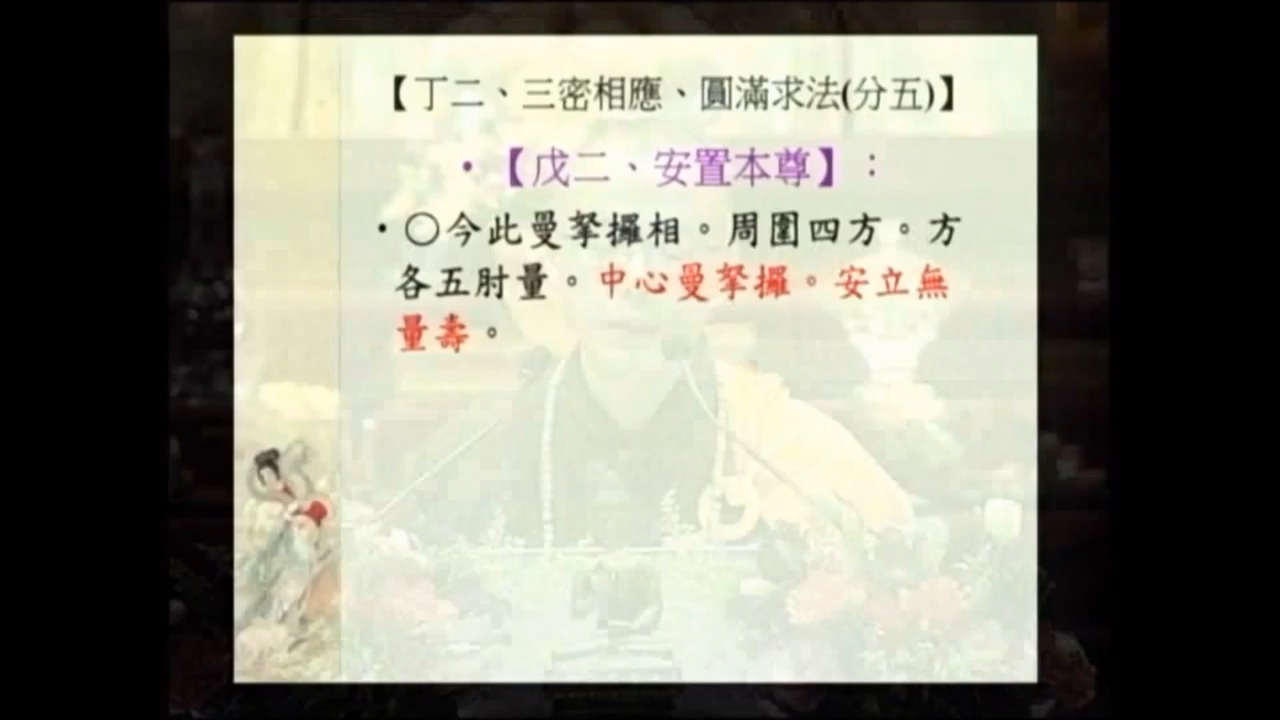 【丁二、三密相應、圓滿求法(分五)】
•【戊二、安置本尊】：
•〇今此曼拏攞相。周圍四方。方
各五肘量。中心曼拏攞。安立無
量壽。